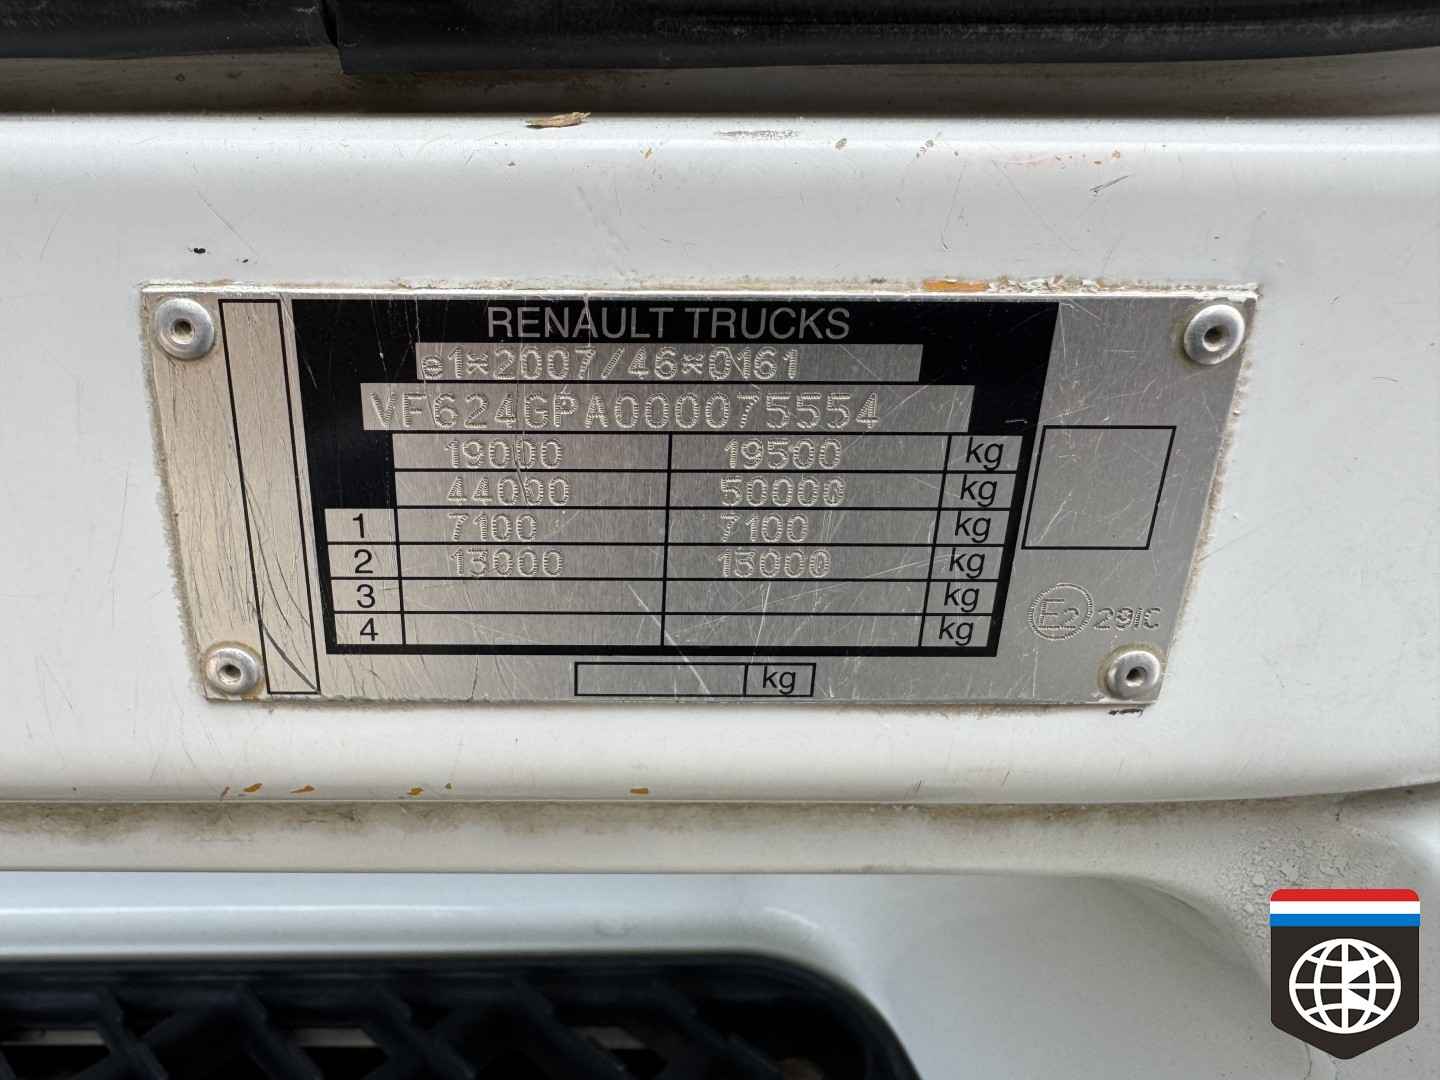 RENAULT TRUCKS
e1*2007/46*0161
VF624GPA000075554
19000 19500 kg
44000 50000 kg
1 7100 7100 kg
2 13000 13000 kg
3 kg
4 kg
E2 291C
kg